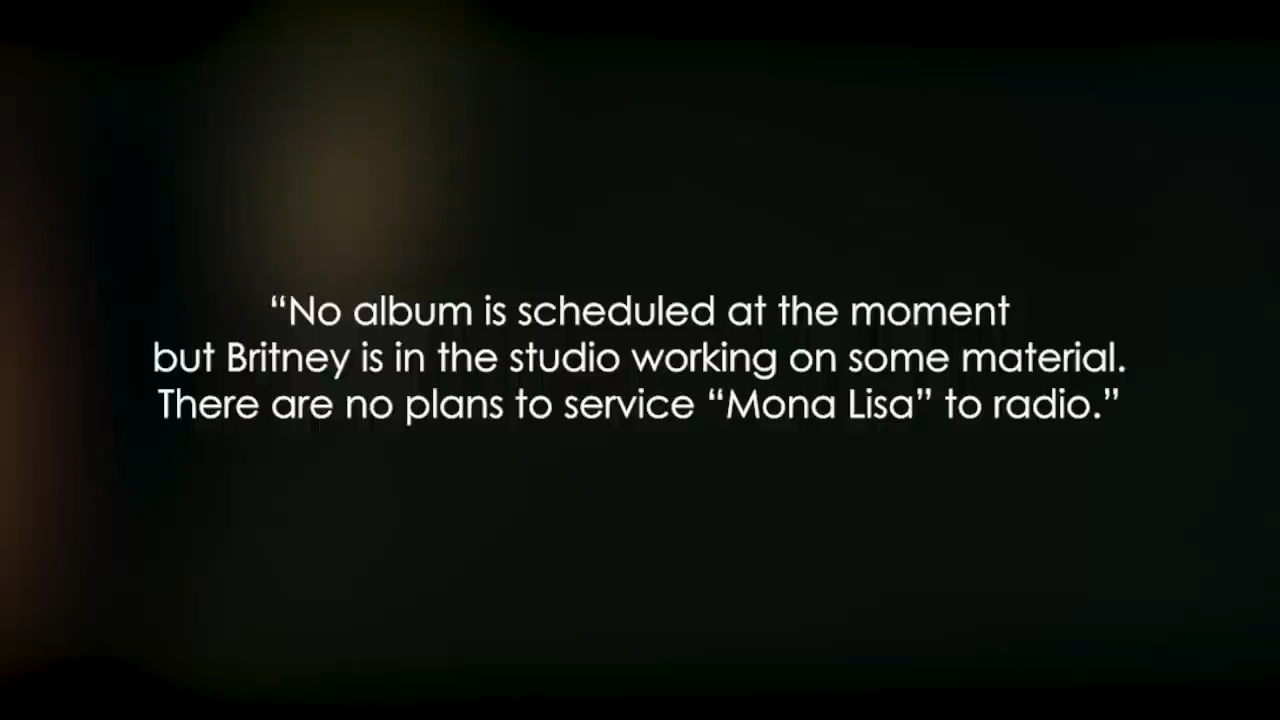 “No album is scheduled at the moment
but Britney is in the studio working on some material.
There are no plans to service “Mona Lisa” to radio.”